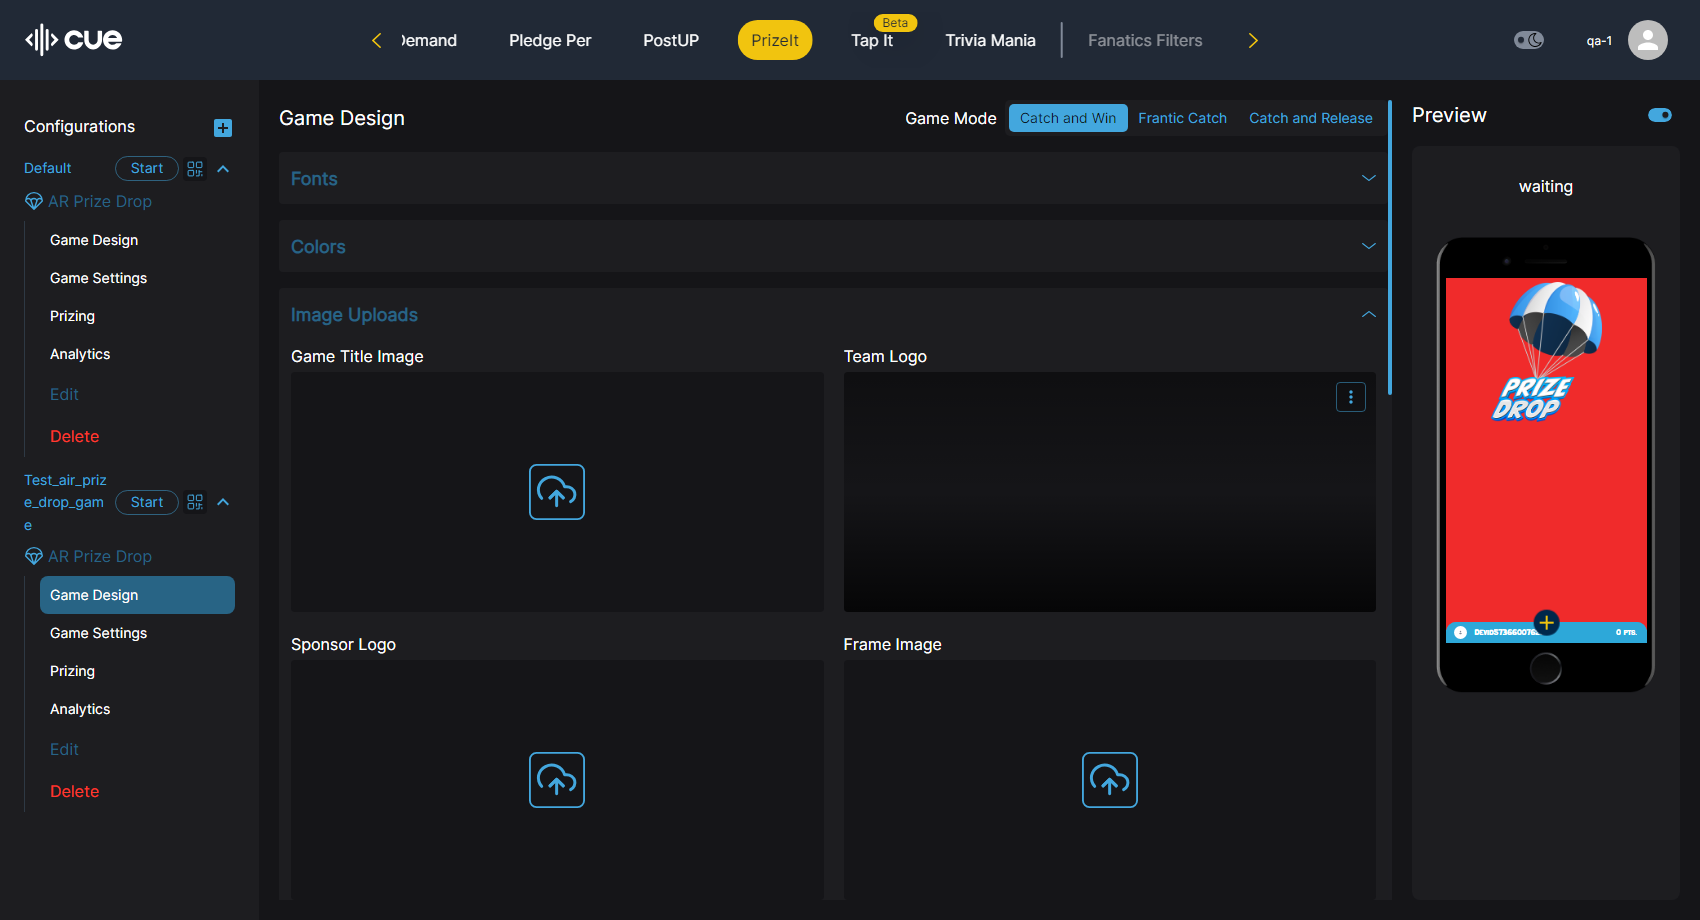 cue
Demand
Pledge Per
PostUP
PrizeIt
Beta
Tap It
Trivia Mania
Fanatics Filters
qa-1
Configurations
Default
Start
AR Prize Drop
Game Design
Game Settings
Prizing
Analytics
Edit
Delete
Test_air_priz
e_drop_gam
e
Start
AR Prize Drop
Game Design
Game Settings
Prizing
Analytics
Edit
Delete
Game Design
Game Mode
Catch and Win
Frantic Catch
Catch and Release
Fonts
Colors
Image Uploads
Game Title Image
Team Logo
Sponsor Logo
Frame Image
Preview
waiting
PRIZE
DROP
0 PTS.